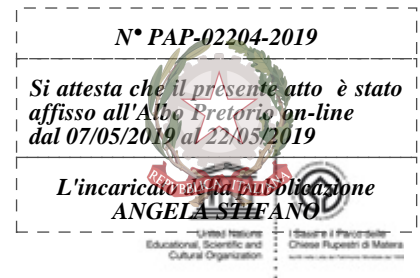 N° PAP-02204-2019
Si attesta che il presente atto è stato
affisso all'Albo Pretorio on-line
dal 07/05/2019 al 22/05/2019
L'incaricato della pubblicazione
ANGELA STIFANO
REPVBBLICA ITALIANA
United Nations
Educational, Scientific and
Cultural Organization
I Sassi e il Parco delle
Chiese Rupestri di Matera